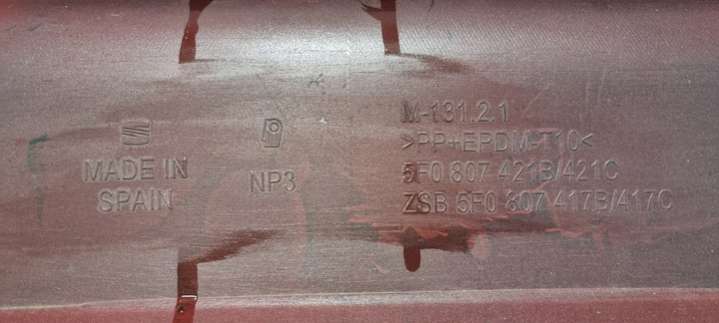 MADE IN
SPAIN
NP3
M-131.2.1
>PP+EPDM-T10<
5F0 807 421B/421C
ZSB 5F0 807 417B/417C